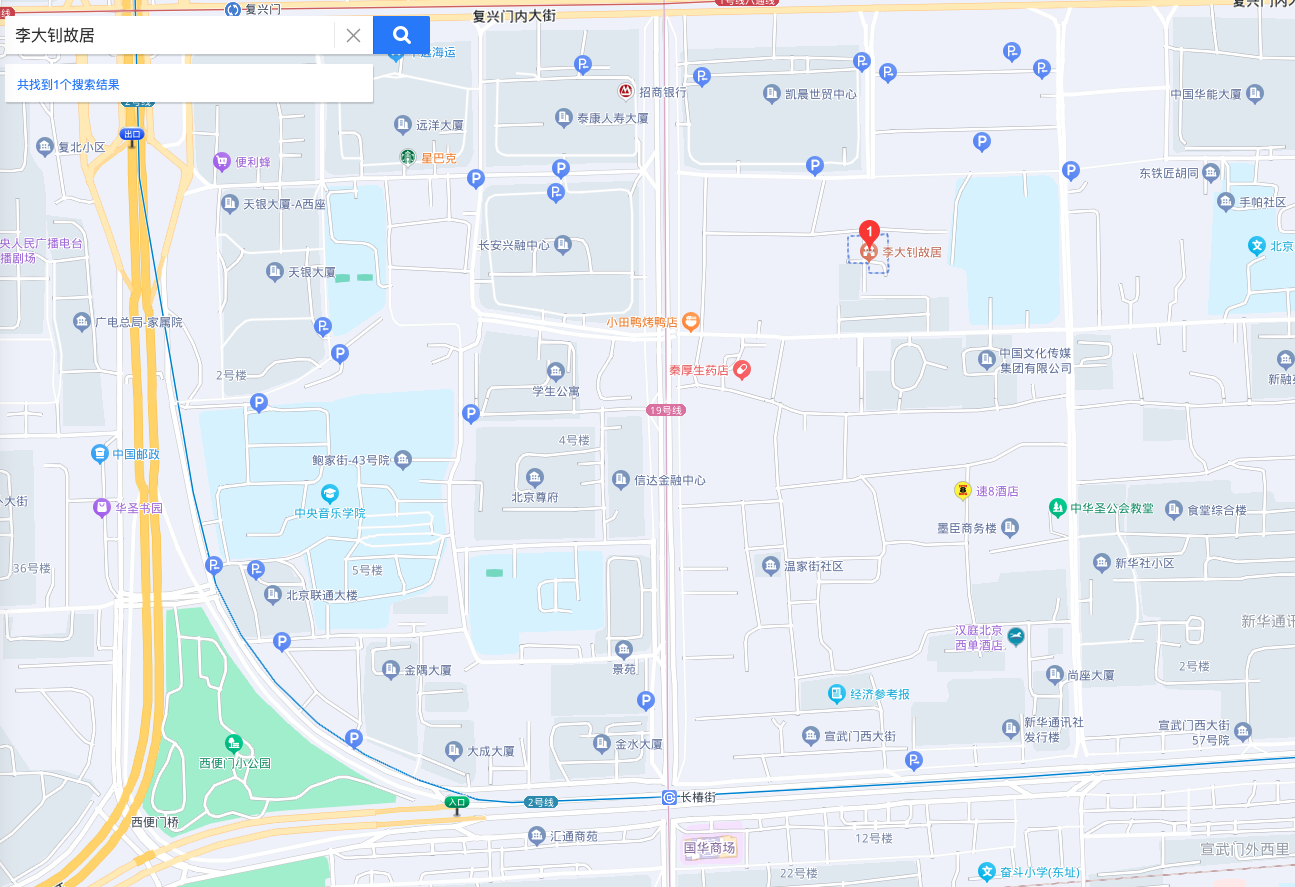 复兴门
复兴门内大街
1号线八通线
复兴门内大
线
李大钊故居
共找到1个搜索结果
中远海运
2号线
招商银行
凯晨世贸中心
中国华能大厦
泰康人寿大厦
远洋大厦
出口
复北小区
便利蜂
星巴克
东铁匠胡同
天银大厦-A西座
手帕社区
1
央人民广播电台
播剧场
长安兴融中心
李大钊故居
北京
天银大厦
广电总局-家属院
小田鸭烤鸭店
中国文化传媒
集团有限公司
秦厚生药店
2号楼
学生公寓
新融
19号线
4号楼
中国邮政
鲍家街-43号院
信达金融中心
北京尊府
速8酒店
大街
华圣书园
中央音乐学院
中华圣公会教堂
食堂综合楼
墨臣商务楼
36号楼
5号楼
温家街社区
新华社小区
北京联通大楼
新华通讯
汉庭北京
西单酒店
景苑
金隅大厦
2号楼
尚座大厦
经济参考报
新华通讯社
发行楼
宣武门西大街
57号院
西便门小公园
大成大厦
金水大厦
宣武门西大街
入口
2号线
长椿街
西便门桥
汇通商苑
国华商场
12号楼
宣武门外西里
22号楼
奋斗小学(东址)